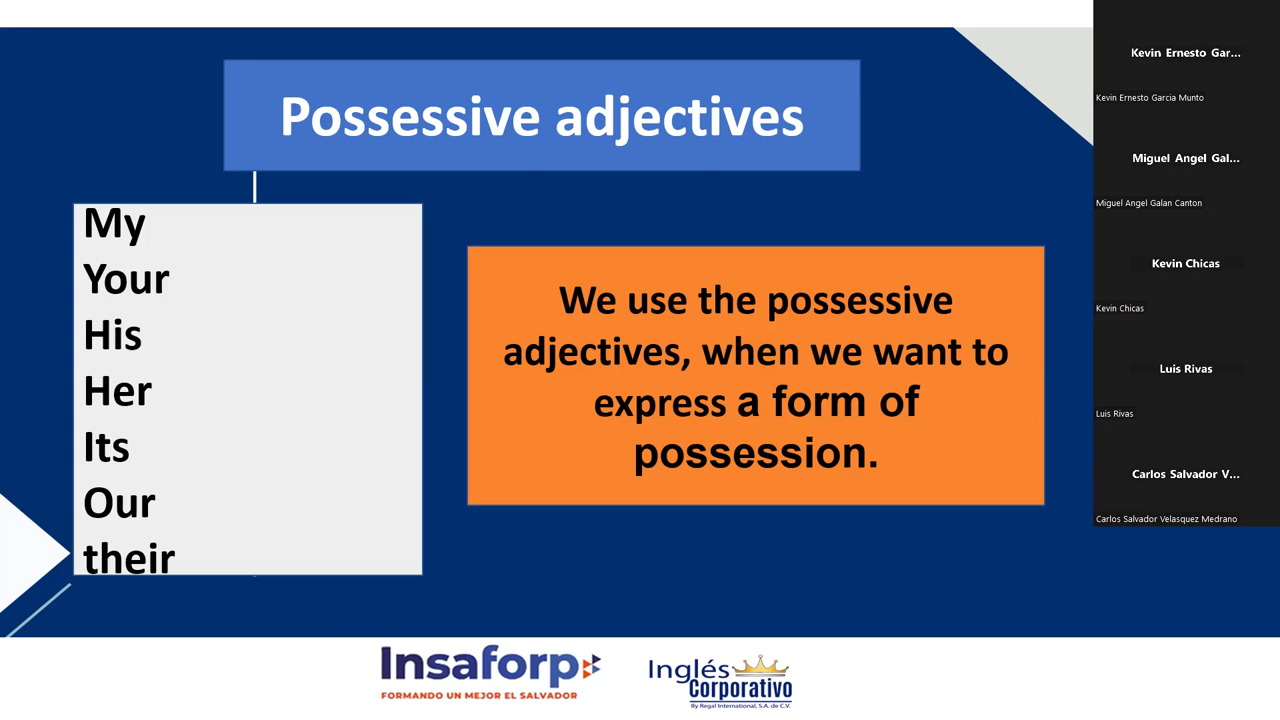 Possessive adjectives
My
Your
His
Her
Its
Our
their
We use the possessive
adjectives, when we want to
express a form of
possession.
Kevin Ernesto Gar...
Kevin Ernesto Garcia Munto
Miguel Angel Gal...
Miguel Angel Galan Canton
Kevin Chicas
Kevin Chicas
Luis Rivas
Luis Rivas
Carlos Salvador V...
Carlos Salvador Velasquez Medrano
Insaforp
FORMANDO UN MEJOR EL SALVADOR
Inglés
Corporativo
By Regal International, S.A. de C.V.